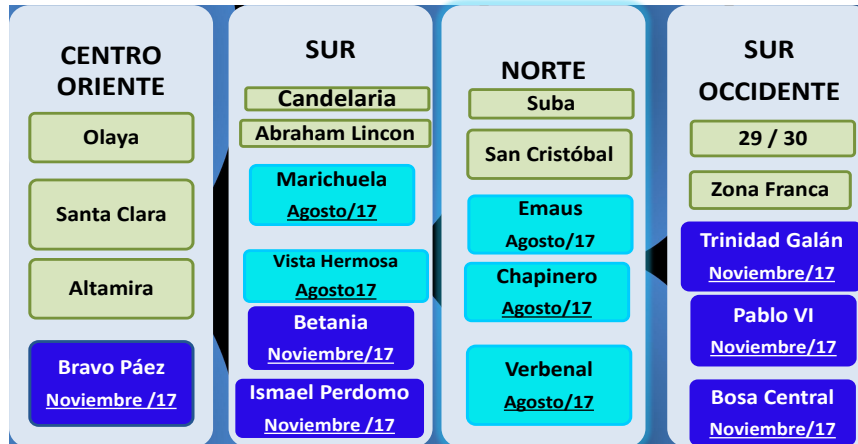 CENTRO
ORIENTE
Olaya
Santa Clara
Altamira
Bravo Páez
Noviembre /17
SUR
Candelaria
Abraham Lincon
Marichuela
Agosto/17
Vista Hermosa
Agosto17
Betania
Noviembre/17
Ismael Perdomo
Noviembre /17
NORTE
Suba
San Cristóbal
Emaus
Agosto/17
Chapinero
Agosto/17
Verbenal
Agosto/17
SUR
OCCIDENTE
29 / 30
Zona Franca
Trinidad Galán
Noviembre/17
Pablo VI
Noviembre/17
Bosa Central
Noviembre/17